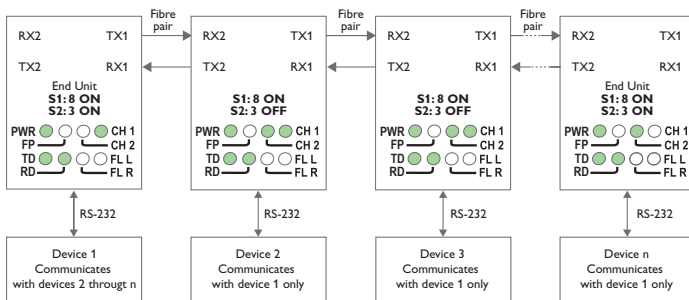 Fibre pair
Fibre pair
Fibre pair
RX2 TX1
TX2 RX1
End Unit
S1: 8 ON
S2: 3 ON
PWR CH 1
FP CH 2
TD FL L
RD FL R
RS-232
Device 1
Communicates
with devices 2 througt n
RX2 TX1
TX2 RX1
S1: 8 ON
S2: 3 OFF
PWR CH 1
FP CH 2
TD FL L
RD FL R
RS-232
Device 2
Communicates
with device 1 only
RX2 TX1
TX2 RX1
S1: 8 ON
S2: 3 OFF
PWR CH 1
FP CH 2
TD FL L
RD FL R
RS-232
Device 3
Communicates
with device 1 only
RX2 TX1
TX2 RX1
End Unit
S1: 8 ON
S2: 3 ON
PWR CH 1
FP CH 2
TD FL L
RD FL R
RS-232
Device n
Communicates
with device 1 only